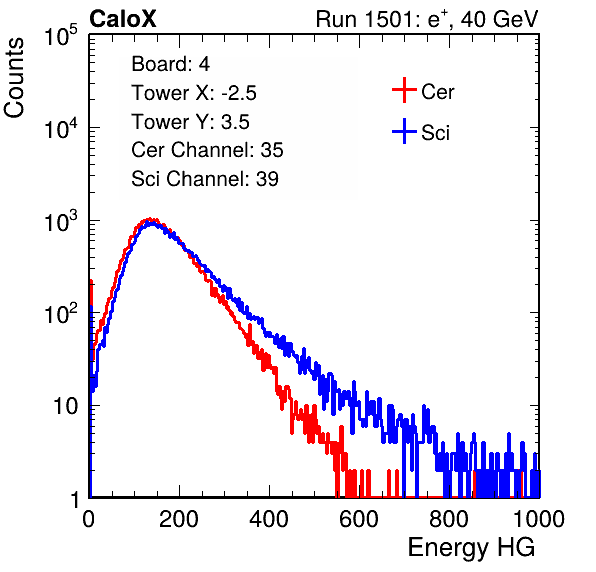 CaloX Run 1501: e⁺, 40 GeV
Counts
Board: 4
Tower X: -2.5
Tower Y: 3.5
Cer Channel: 35
Sci Channel: 39
Cer
Sci
10⁵
10⁴
10³
10²
10
1
0 200 400 600 800 1000
Energy HG